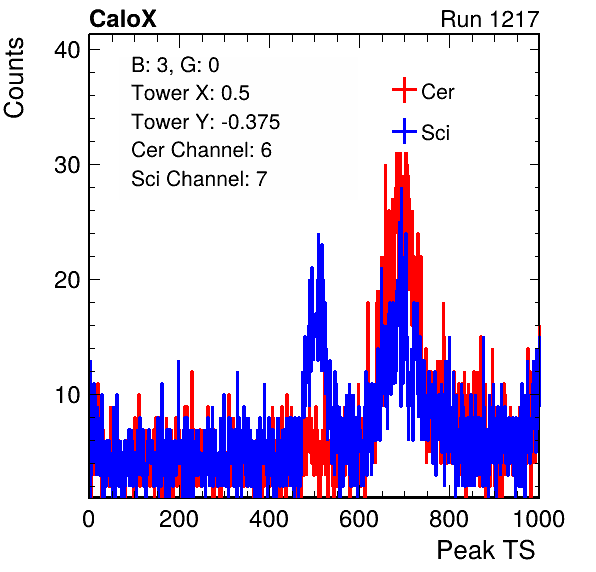 CaloX Run 1217
Counts
B: 3, G: 0
Tower X: 0.5
Tower Y: -0.375
Cer Channel: 6
Sci Channel: 7
Cer
Sci
40
30
20
10
0 200 400 600 800 1000
Peak TS